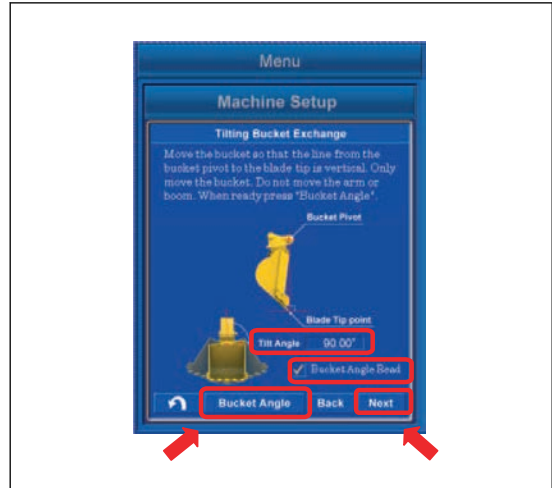 Menu
Machine Setup
Tilting Bucket Exchange
Move the bucket so that the line from the
bucket pivot to the blade tip is vertical. Only
move the bucket. Do not move the arm or
boom. When ready press "Bucket Angle".
Bucket Pivot
Blade Tip point
Tilt Angle 90.00°
Bucket Angle Read
Bucket Angle Back Next